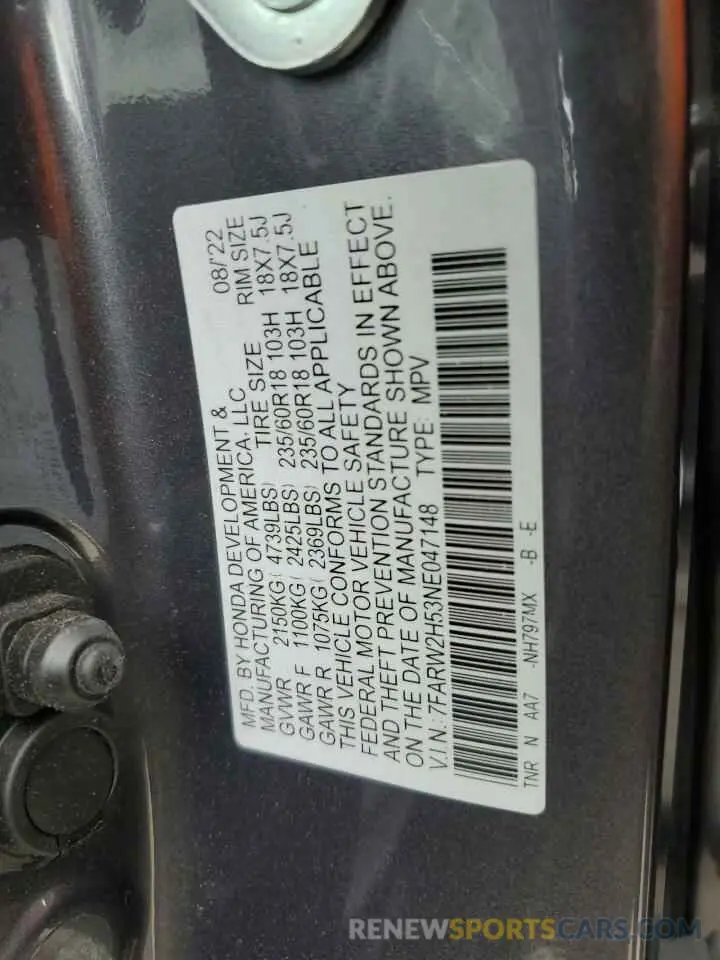 MFD. BY HONDA DEVELOPMENT & 08/'22
MANUFACTURING OF AMERICA, LLC
TIRE SIZE RIM SIZE
GVWR 2150KG( 4739LBS)
GAWR F 1100KG( 2425LBS) 235/60R18 103H 18X7.5J
GAWR R 1075KG( 2369LBS) 235/60R18 103H 18X7.5J
THIS VEHICLE CONFORMS TO ALL APPLICABLE
FEDERAL MOTOR VEHICLE SAFETY
AND THEFT PREVENTION STANDARDS IN EFFECT
ON THE DATE OF MANUFACTURE SHOWN ABOVE.
V.I.N.: 7FARW2H53NE047148 TYPE: MPV
TNR N AA7 -NH797MX -B -E
RENEWSPORTSCARS.COM